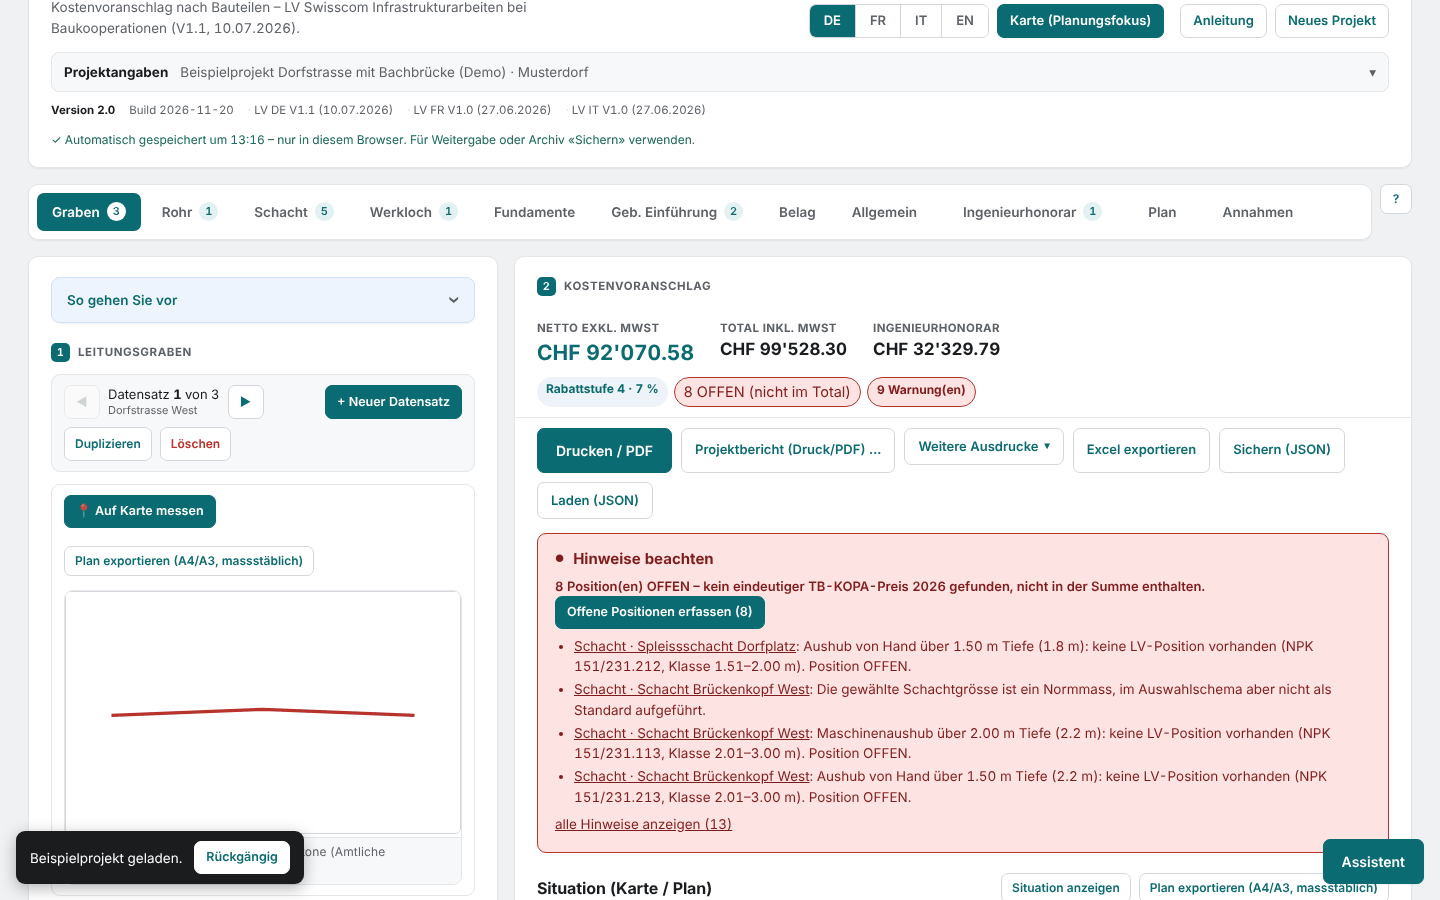 Kostenvoranschlag nach Bauteilen – LV Swisscom Infrastrukturarbeiten bei
Baukooperationen (V1.1, 10.07.2026).
DE FR IT EN Karte (Planungsfokus) Anleitung Neues Projekt
Projektangaben Beispielprojekt Dorfstrasse mit Bachbrücke (Demo) · Musterdorf ▾
Version 2.0 Build 2026-11-20 · LV DE V1.1 (10.07.2026) · LV FR V1.0 (27.06.2026) · LV IT V1.0 (27.06.2026)
✓ Automatisch gespeichert um 13:16 – nur in diesem Browser. Für Weitergabe oder Archiv «Sichern» verwenden.
Graben 3 Rohr 1 Schacht 5 Werkloch 1 Fundamente Geb. Einführung 2 Belag Allgemein Ingenieurhonorar 1 Plan Annahmen ?
So gehen Sie vor
1 LEITUNGSGRABEN
◀ Datensatz 1 von 3 ▶ + Neuer Datensatz
Dorfstrasse West
Duplizieren Löschen
📍 Auf Karte messen
Plan exportieren (A4/A3, massstäblich)
one (Amtliche
Beispielprojekt geladen. Rückgängig
2 KOSTENVORANSCHLAG
NETTO EXKL. MWST TOTAL INKL. MWST INGENIEURHONORAR
CHF 92'070.58 CHF 99'528.30 CHF 32'329.79
Rabattstufe 4 · 7 % 8 OFFEN (nicht im Total) 9 Warnung(en)
Drucken / PDF Projektbericht (Druck/PDF) … Weitere Ausdrucke ▾ Excel exportieren Sichern (JSON)
Laden (JSON)
● Hinweise beachten
8 Position(en) OFFEN – kein eindeutiger TB-KOPA-Preis 2026 gefunden, nicht in der Summe enthalten.
Offene Positionen erfassen (8)
• Schacht · Spleissschacht Dorfplatz: Aushub von Hand über 1.50 m Tiefe (1.8 m): keine LV-Position vorhanden (NPK
151/231.212, Klasse 1.51–2.00 m). Position OFFEN.
• Schacht · Schacht Brückenkopf West: Die gewählte Schachtgrösse ist ein Normmass, im Auswahlschema aber nicht als
Standard aufgeführt.
• Schacht · Schacht Brückenkopf West: Maschinenaushub über 2.00 m Tiefe (2.2 m): keine LV-Position vorhanden (NPK
151/231.113, Klasse 2.01–3.00 m). Position OFFEN.
• Schacht · Schacht Brückenkopf West: Aushub von Hand über 1.50 m Tiefe (2.2 m): keine LV-Position vorhanden (NPK
151/231.213, Klasse 2.01–3.00 m). Position OFFEN.
alle Hinweise anzeigen (13)
Assistent
Situation (Karte / Plan) Situation anzeigen Plan exportieren (A4/A3, massstäblich)